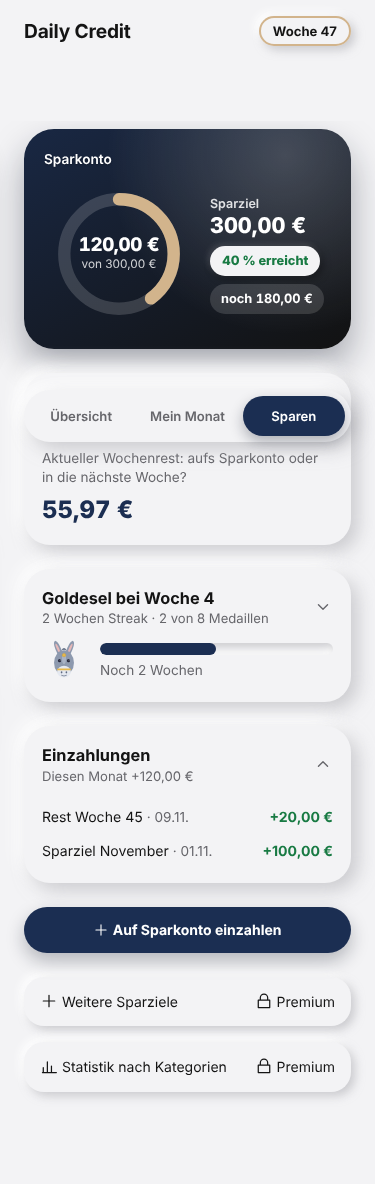 Daily Credit
Woche 47
Sparkonto
120,00 €
von 300,00 €
Sparziel
300,00 €
40 % erreicht
noch 180,00 €
Übersicht
Mein Monat
Sparen
Aktueller Wochenrest: aufs Sparkonto oder
in die nächste Woche?
55,97 €
Goldesel bei Woche 4
2 Wochen Streak · 2 von 8 Medaillen
Noch 2 Wochen
Einzahlungen
Diesen Monat +120,00 €
Rest Woche 45 · 09.11. +20,00 €
Sparziel November · 01.11. +100,00 €
+ Auf Sparkonto einzahlen
+ Weitere Sparziele Premium
Statistik nach Kategorien Premium